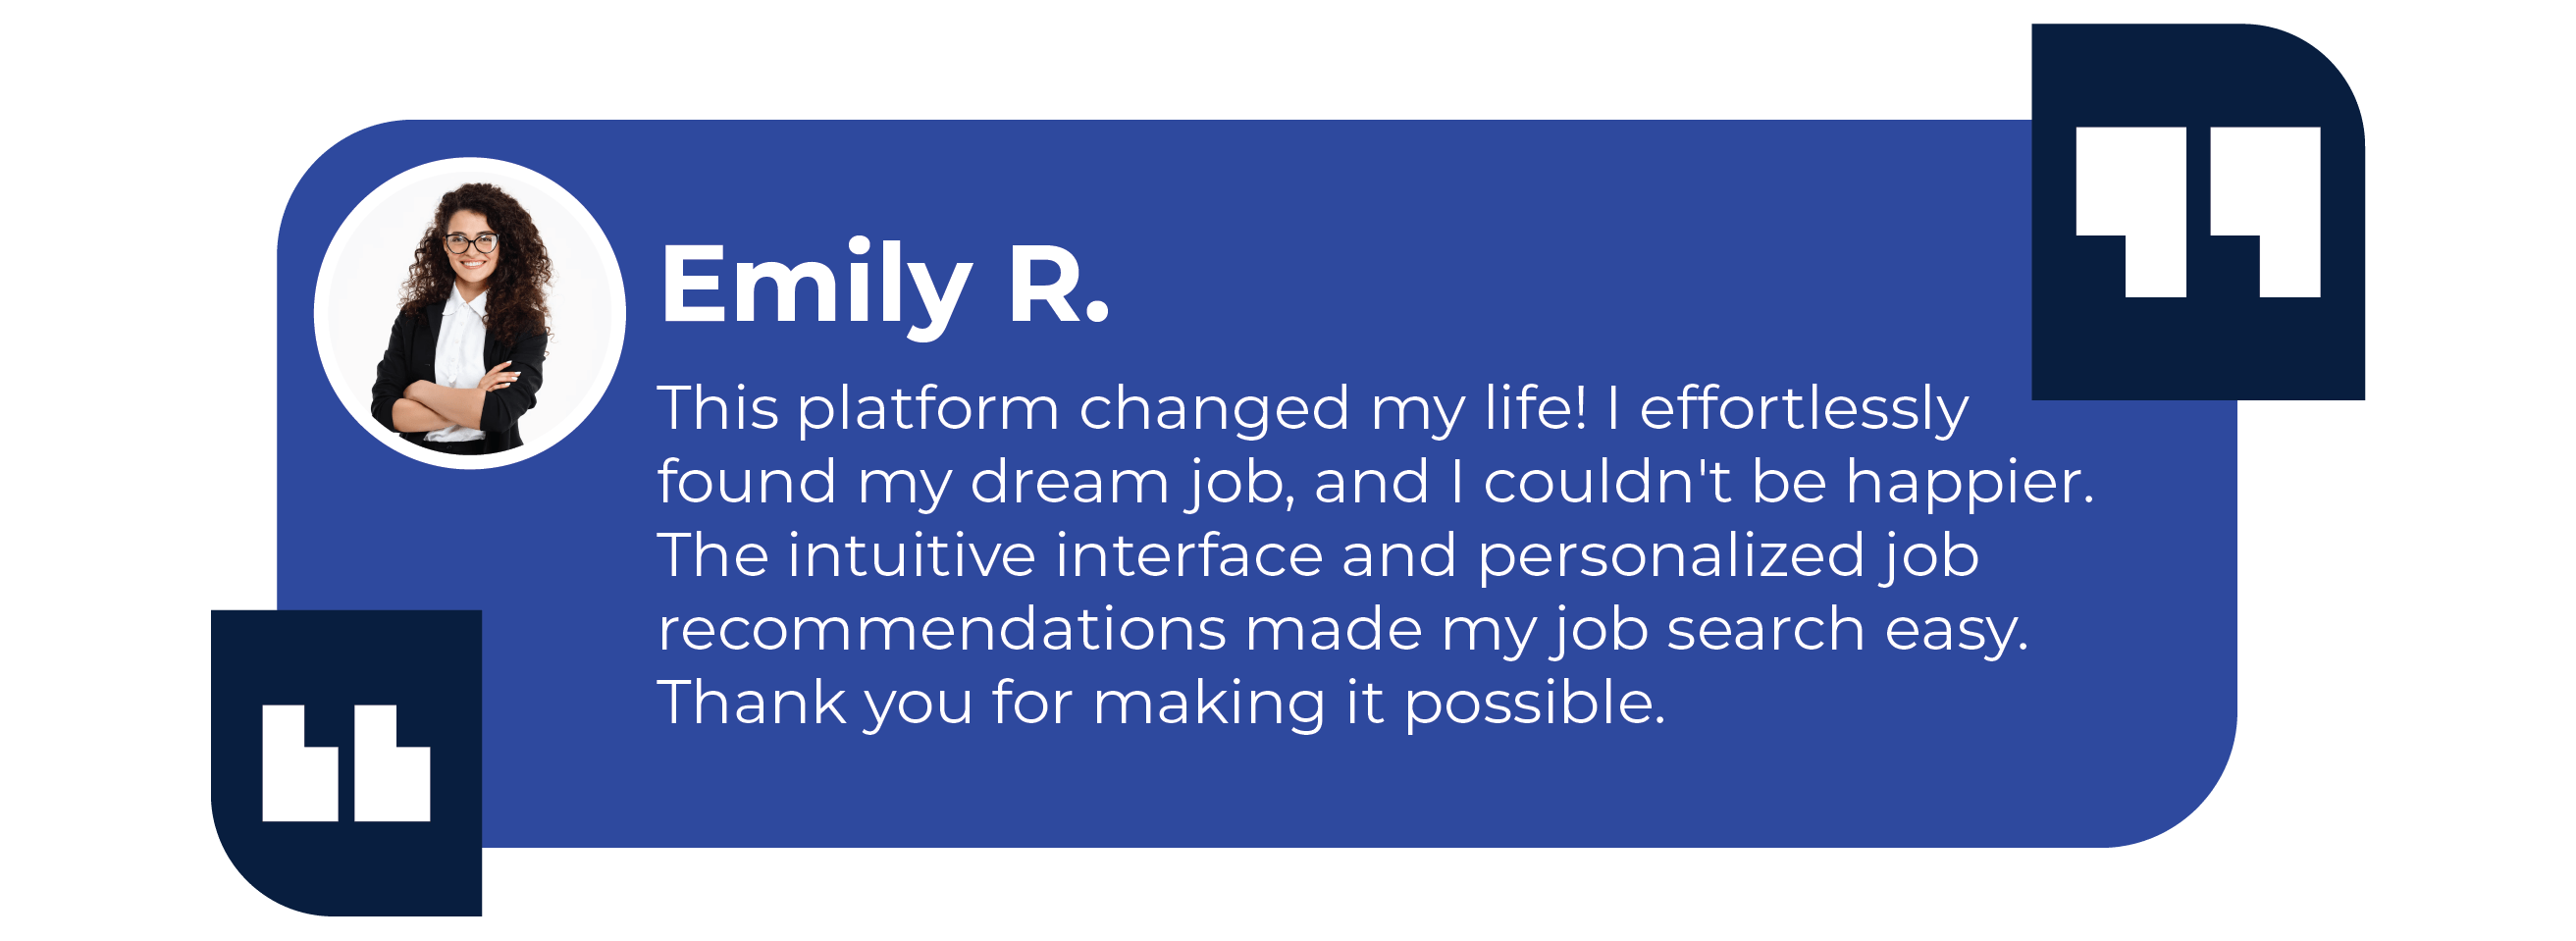 Emily R.
This platform changed my life! I effortlessly
found my dream job, and I couldn't be happier.
The intuitive interface and personalized job
recommendations made my job search easy.
Thank you for making it possible.